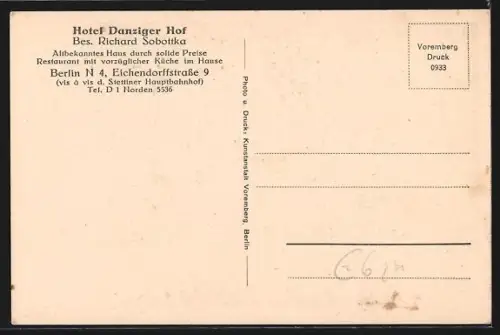 Hotel Danziger Hof
Bes. Richard Sobottka
Altbekanntes Haus durch solide Preise
Restaurant mit vorzüglicher Küche im Hause
Berlin N 4, Eichendorffstraße 9
(vis à vis d. Stettiner Hauptbahnhof)
Tel. D 1 Norden 5536
Photo u. Druck: Kunstanstalt Voremberg, Berlin
Voremberg
Druck
0933